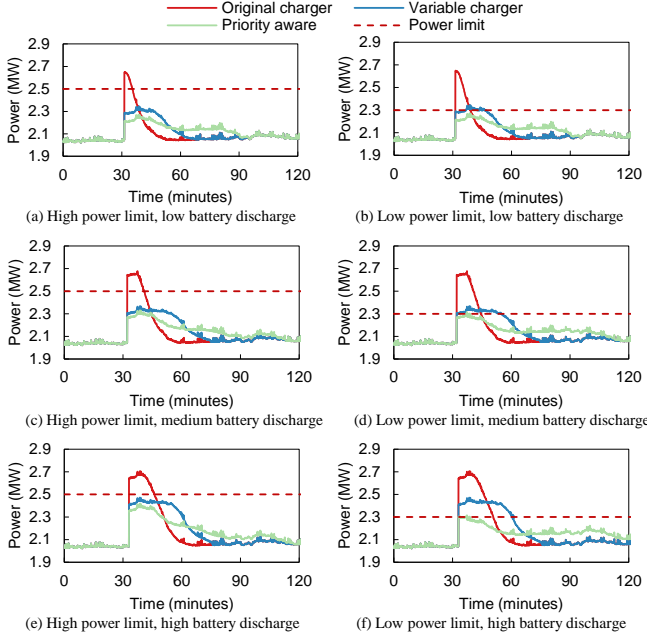 Original charger Variable charger
Priority aware Power limit
2.9 2.9
2.7 2.7
2.5 2.5
2.3 2.3
2.1 2.1
1.9 1.9
Power (MW) Power (MW)
0 30 60 90 120 0 30 60 90 120
Time (minutes) Time (minutes)
(a) High power limit, low battery discharge (b) Low power limit, low battery discharge
2.9 2.9
2.7 2.7
2.5 2.5
2.3 2.3
2.1 2.1
1.9 1.9
Power (MW) Power (MW)
0 30 60 90 120 0 30 60 90 120
Time (minutes) Time (minutes)
(c) High power limit, medium battery discharge (d) Low power limit, medium battery discharge
2.9 2.9
2.7 2.7
2.5 2.5
2.3 2.3
2.1 2.1
1.9 1.9
Power (MW) Power (MW)
0 30 60 90 120 0 30 60 90 120
Time (minutes) Time (minutes)
(e) High power limit, high battery discharge (f) Low power limit, high battery discharge